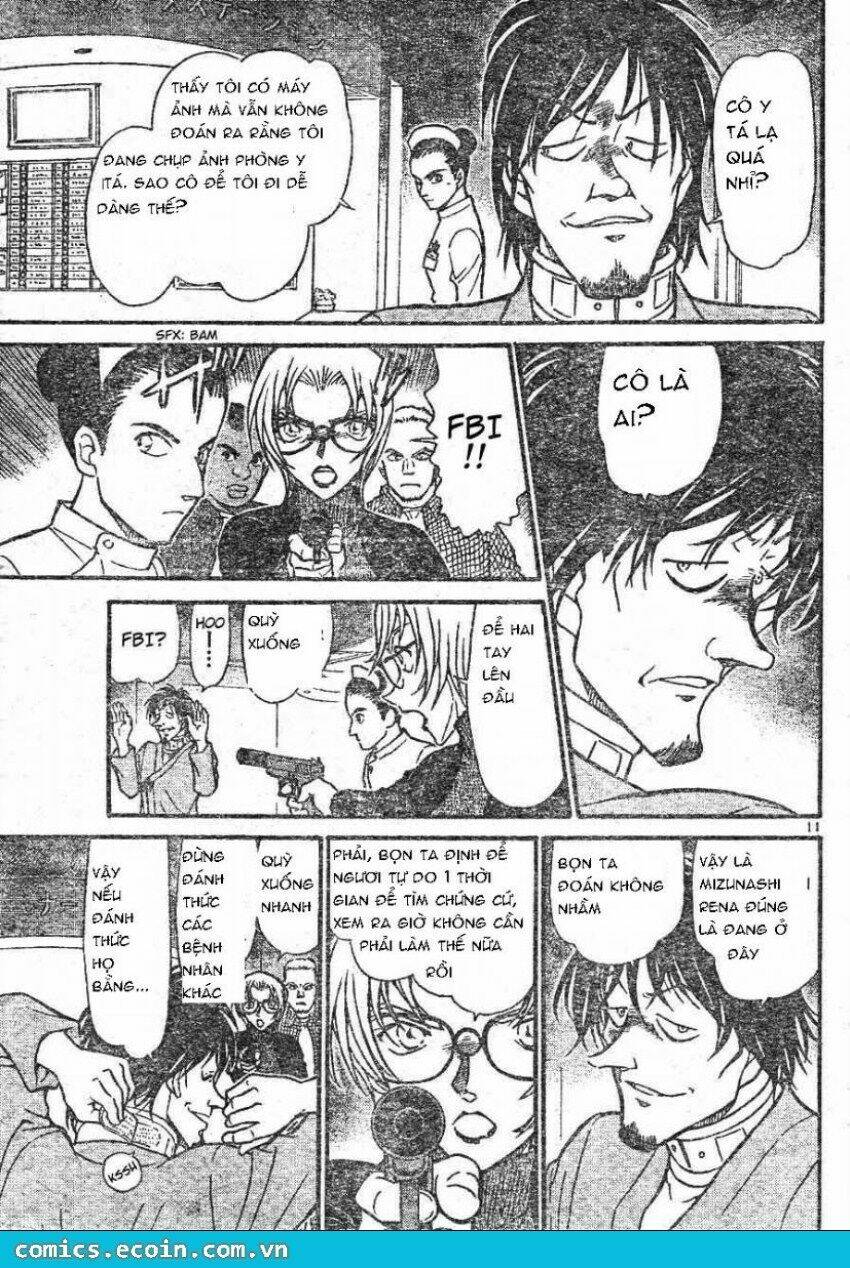 CÔ Y
TÁ LẠ
QUÁ
NHỈ?
THẤY TÔI CÓ MÁY
ẢNH MÀ VẪN KHÔNG
ĐOÁN RA RẰNG TÔI
ĐANG CHỤP ẢNH PHÒNG Y
TÁ. SAO CÔ ĐỂ TÔI ĐI DỄ
DÀNG THẾ?
SFX: BAM
CÔ LÀ
AI?
FBI
!!
ĐỂ HAI
TAY
LÊN
ĐẦU
QUỲ
XUỐNG
HOO
!...
FBI?
11
VẬY LÀ
MIZUNASHI
RENA ĐÚNG
LÀ ĐANG Ở
ĐÂY
BỌN TA
ĐOÁN KHÔNG
NHẦM
PHẢI, BỌN TA ĐỊNH ĐỂ
NGƯƠI TỰ DO 1 THỜI
GIAN ĐỂ TÌM CHỨNG CỨ,
XEM RA GIỜ KHÔNG CẦN
PHẢI LÀM THẾ NỮA
RỒI
QUỲ
XUỐNG
NHANH
ĐỪNG
ĐÁNH
THỨC
CÁC
BỆNH
NHÂN
KHÁC
VẬY
NẾU
ĐÁNH
THỨC
HỌ
BẰNG...
KSSH
comics.ecoin.com.vn